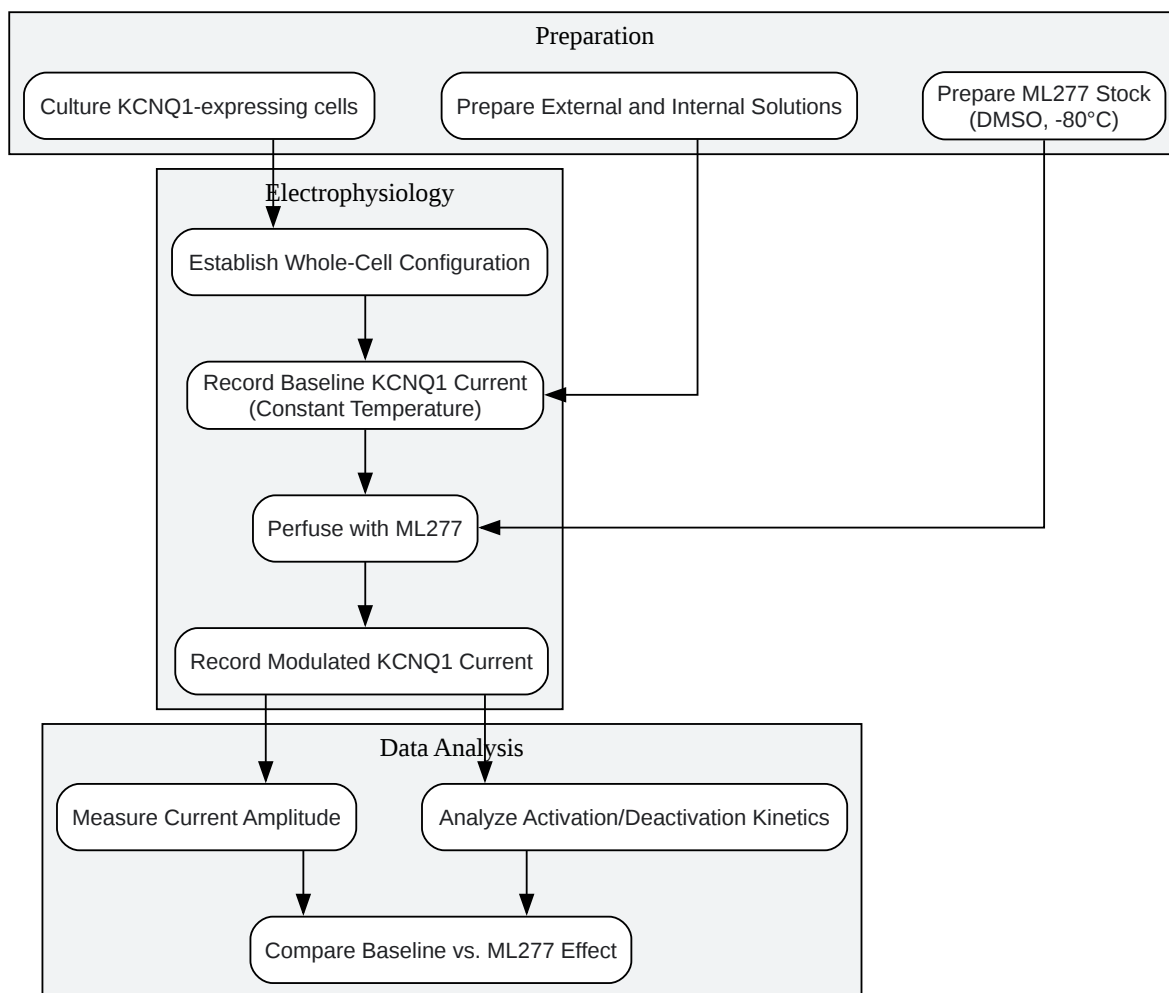 Preparation
Culture KCNQ1-expressing cells
Prepare External and Internal Solutions
Prepare ML277 Stock
(DMSO, -80°C)
Electrophysiology
Establish Whole-Cell Configuration
Record Baseline KCNQ1 Current
(Constant Temperature)
Perfuse with ML277
Record Modulated KCNQ1 Current
Data Analysis
Measure Current Amplitude
Analyze Activation/Deactivation Kinetics
Compare Baseline vs. ML277 Effect